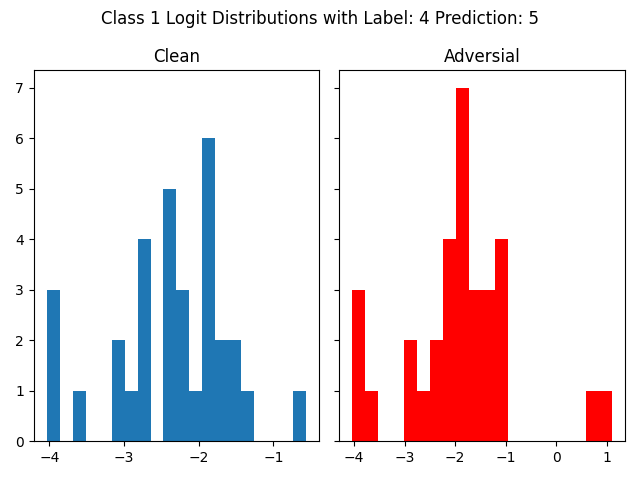 Class 1 Logit Distributions with Label: 4 Prediction: 5
Clean
Adversial
7
6
5
4
3
2
1
0
−4 −3 −2 −1
−4 −3 −2 −1 0 1